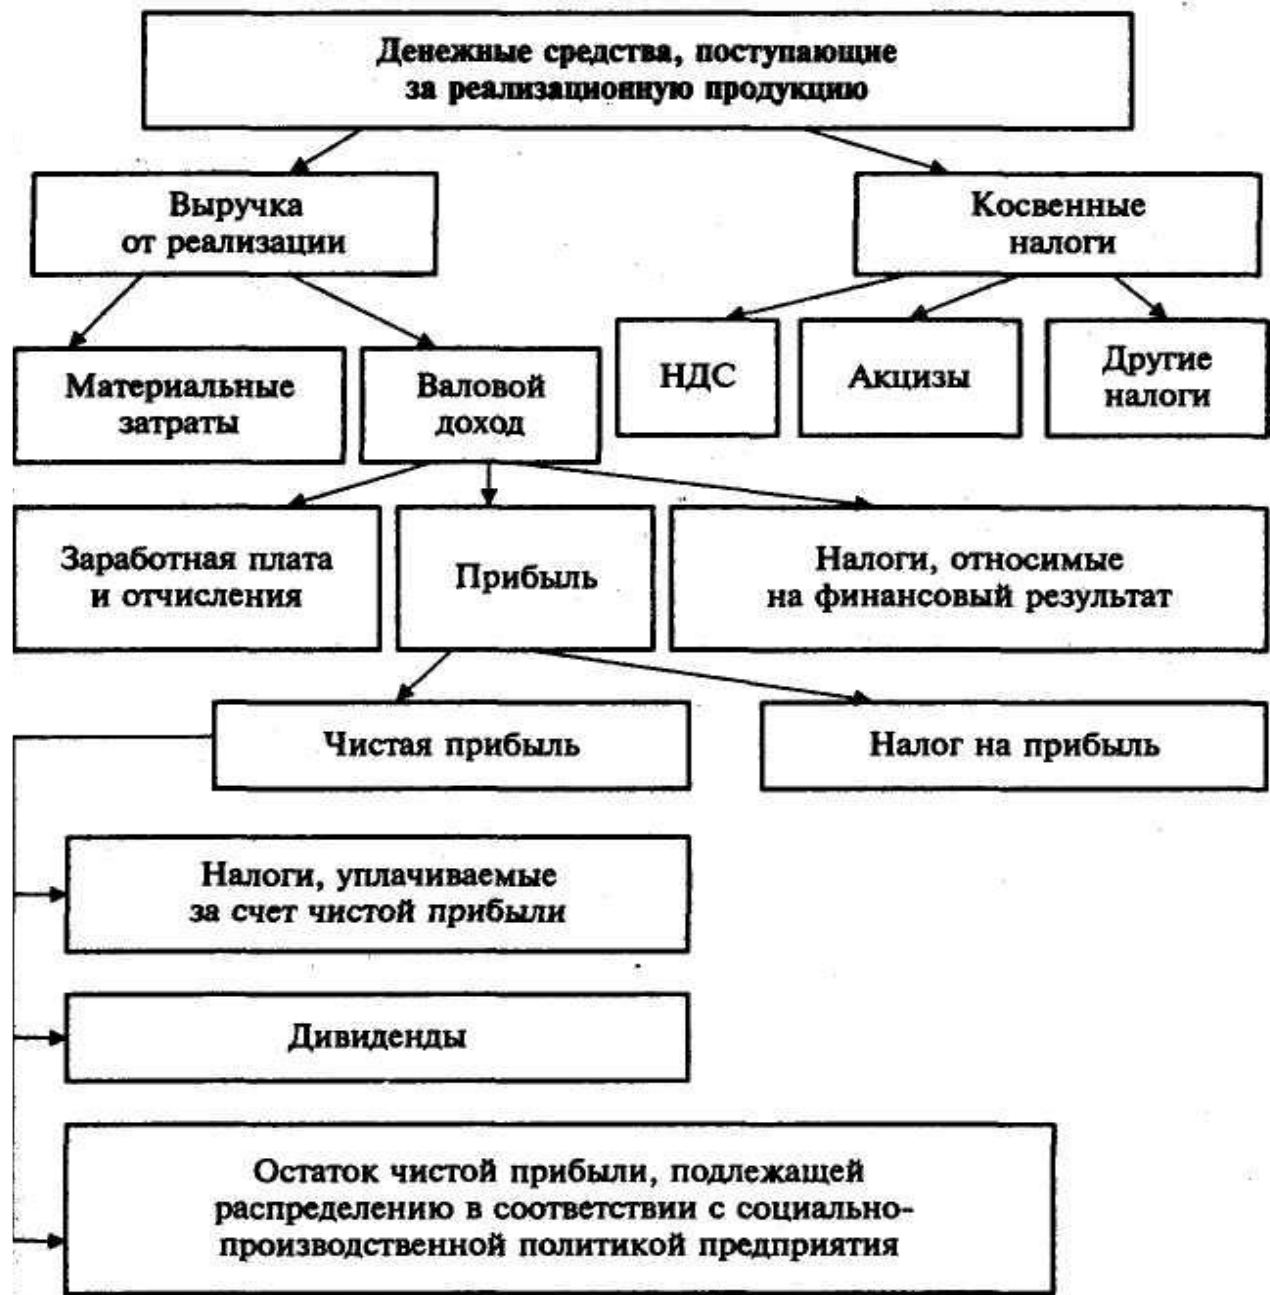 Денежные средства, поступающие
за реализационную продукцию
Выручка
от реализации
Косвенные
налоги
Материальные
затраты
Валовой
доход
НДС
Акцизы
Другие
налоги
Заработная плата
и отчисления
Прибыль
Налоги, относимые
на финансовый результат
Чистая прибыль
Налог на прибыль
Налоги, уплачиваемые
за счет чистой прибыли
Дивиденды
Остаток чистой прибыли, подлежащей
распределению в соответствии с социально-
производственной политикой предприятия